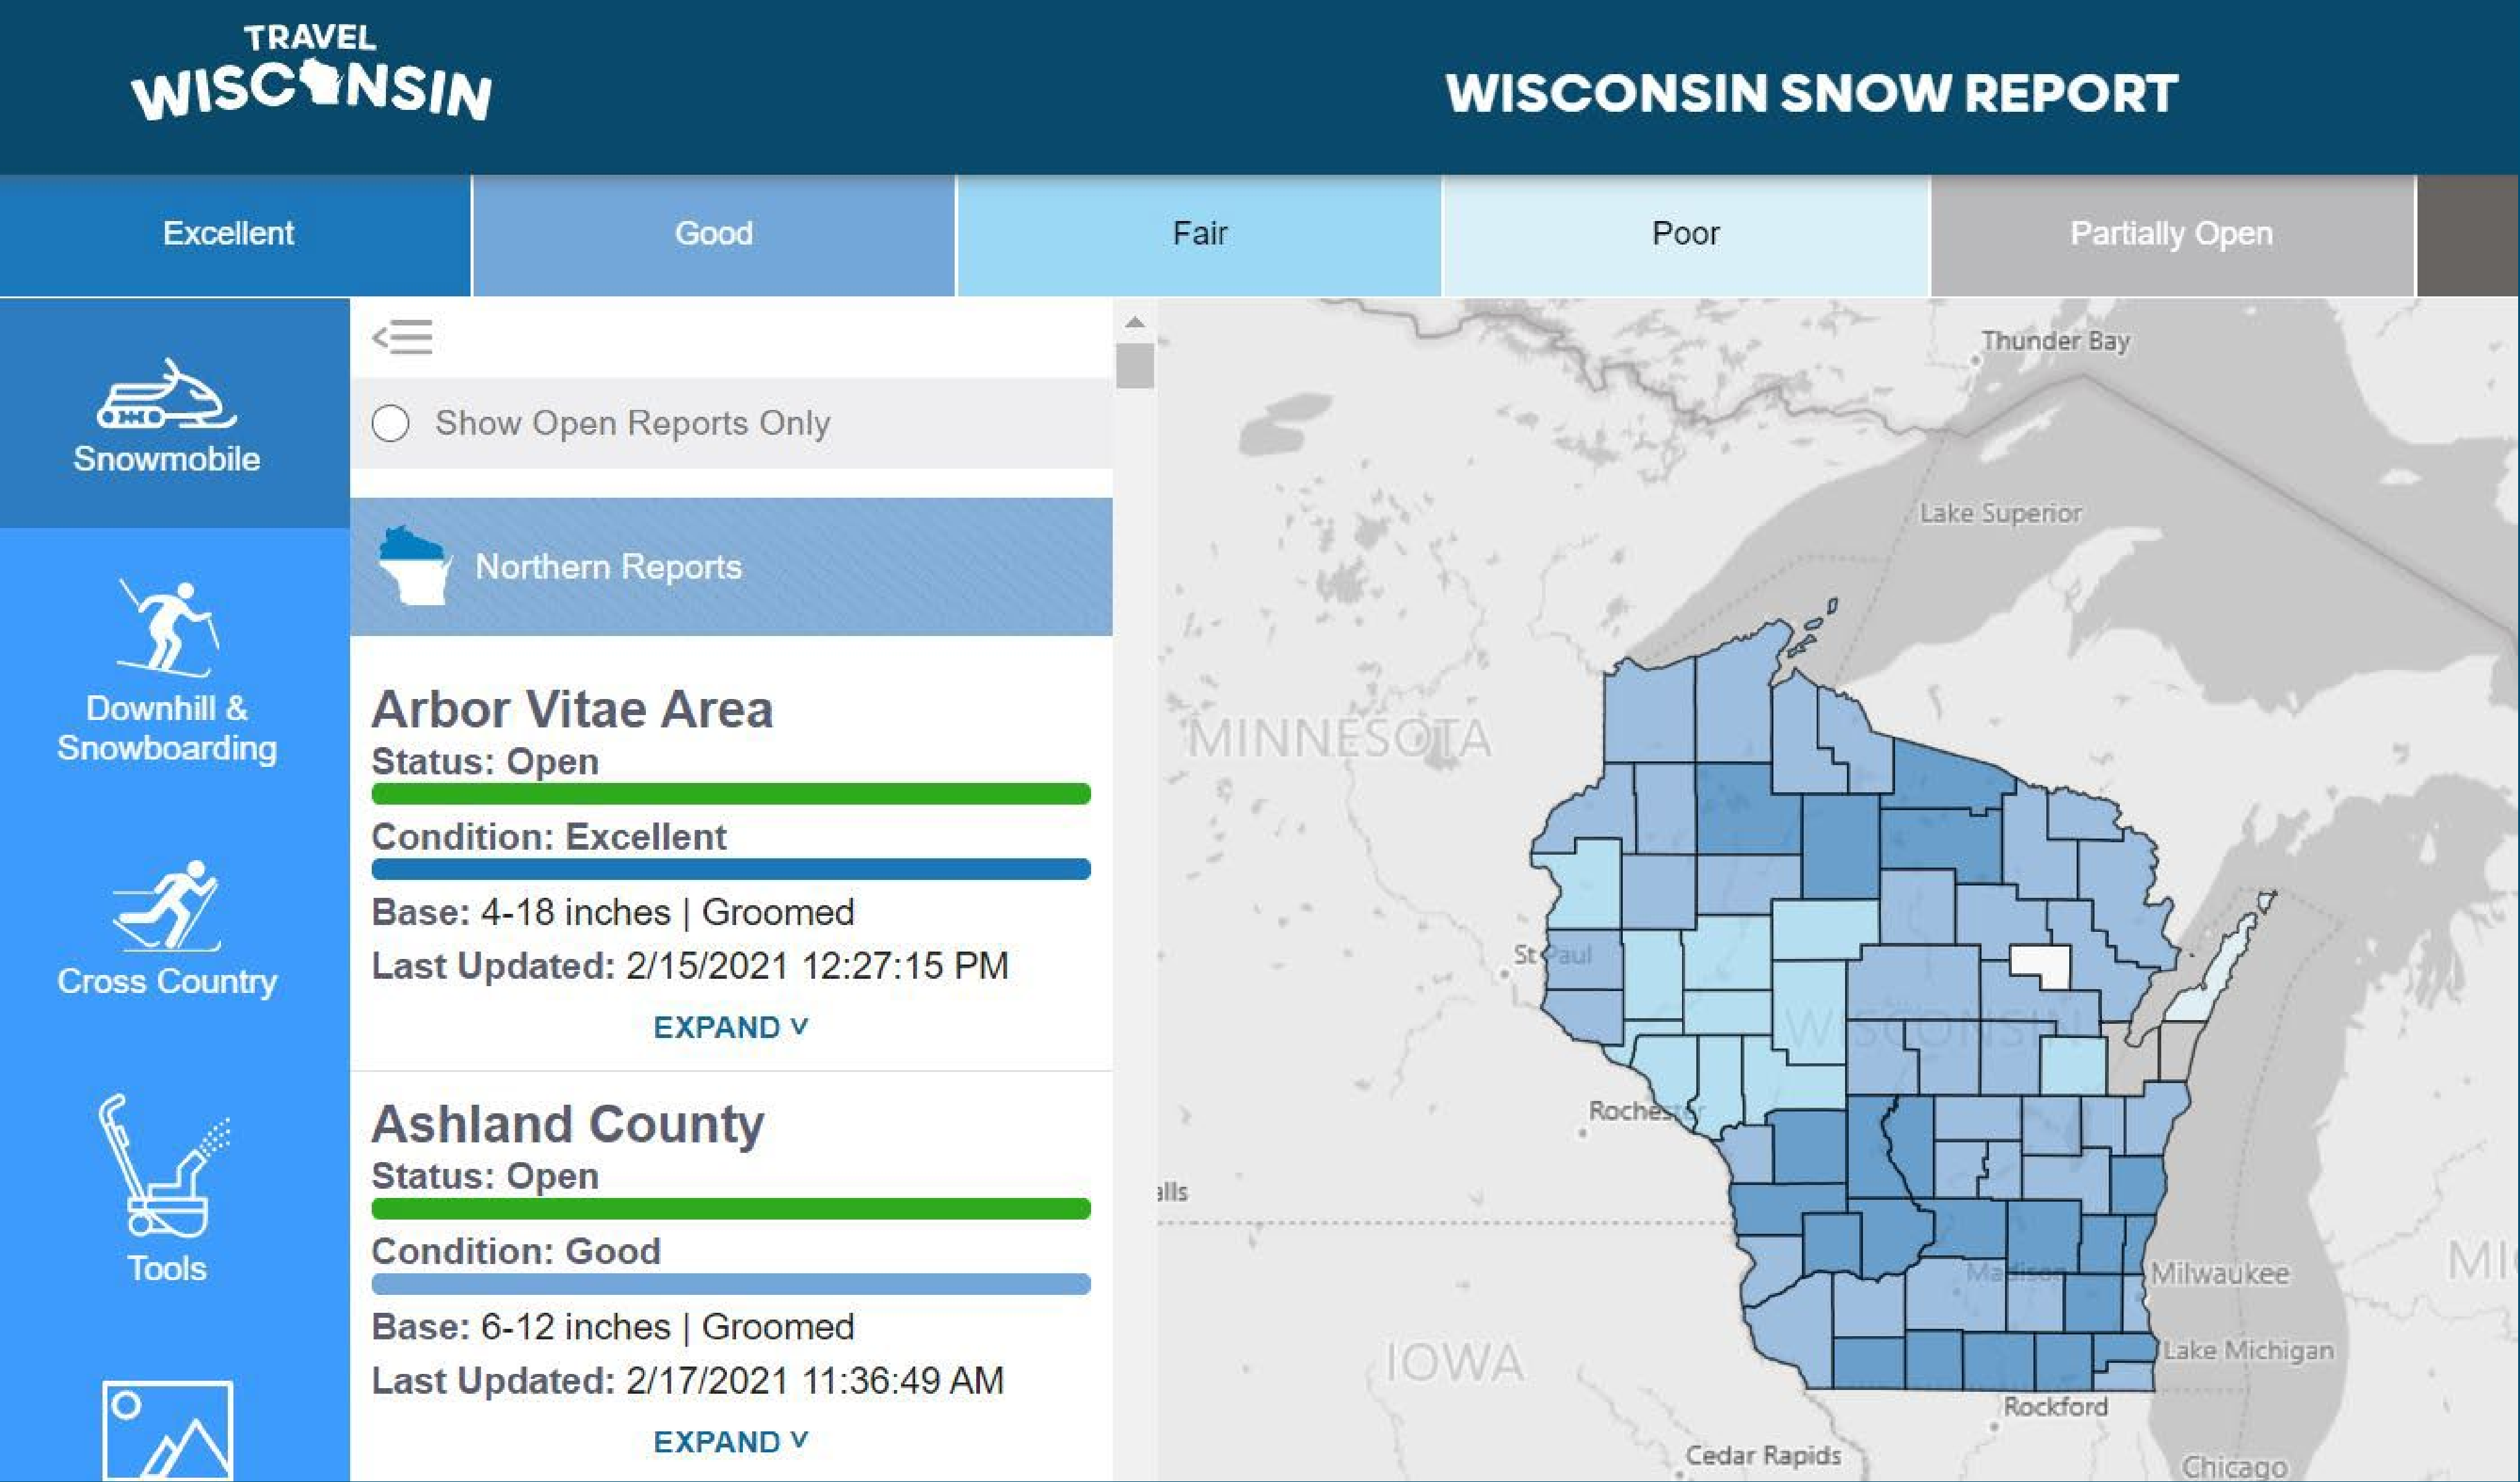 TRAVEL
WISCONSIN
WISCONSIN SNOW REPORT
Excellent
Good
Fair
Poor
Partially Open
Snowmobile
Downhill &
Snowboarding
Cross Country
Tools
Show Open Reports Only
Northern Reports
Arbor Vitae Area
Status: Open
Condition: Excellent
Base: 4-18 inches | Groomed
Last Updated: 2/15/2021 12:27:15 PM
EXPAND V
Ashland County
Status: Open
Condition: Good
Base: 6-12 inches | Groomed
Last Updated: 2/17/2021 11:36:49 AM
EXPAND V
Thunder Bay
Lake Superior
MINNESOTA
St Paul
WISCONSIN
Rochester
alls
Madison
Milwaukee
MI
IOWA
Lake Michigan
Rockford
Cedar Rapids
Chicago